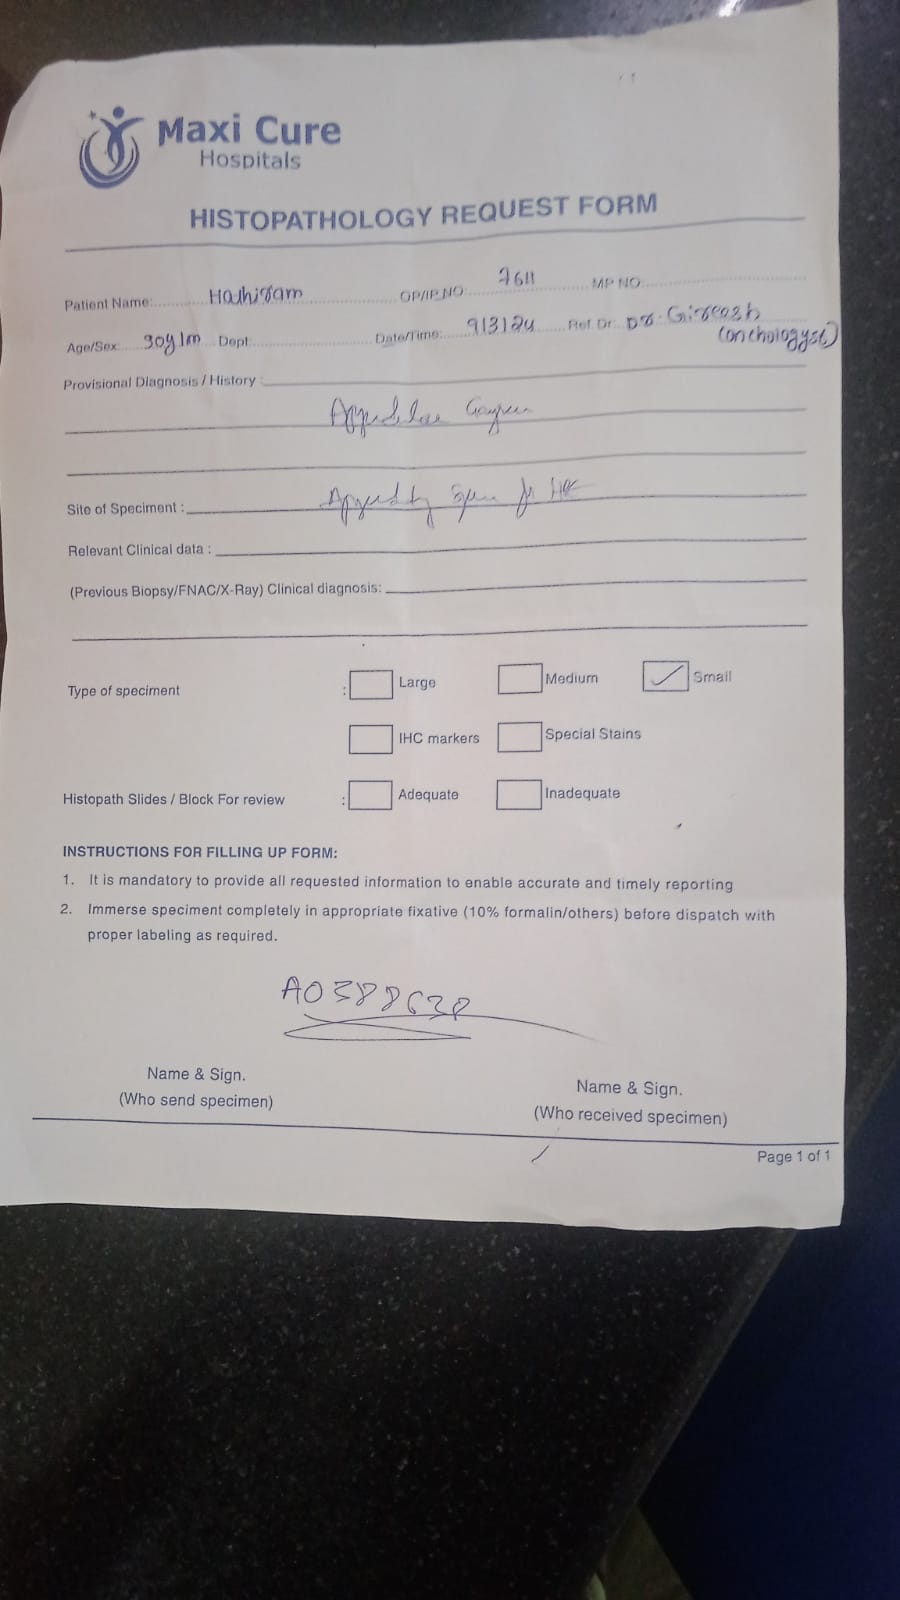 Maxi Cure
Hospitals
HISTOPATHOLOGY REQUEST FORM
Patient Name: Hathiram OP/IP.NO 7611 MP NO
Age/Sex: 30y/m Dept: Date/Time: 9/3/24 Ref. Dr. DR. Gireesh
(onchologyst)
Provisional Diagnosis / History :
Site of Speciment :
Relevant Clinical data :
(Previous Biopsy/FNAC/X-Ray) Clinical diagnosis:
Type of speciment : Large Medium Small
IHC markers Special Stains
Histopath Slides / Block For review : Adequate Inadequate
INSTRUCTIONS FOR FILLING UP FORM:
1. It is mandatory to provide all requested information to enable accurate and timely reporting
2. Immerse speciment completely in appropriate fixative (10% formalin/others) before dispatch with
proper labeling as required.
A0388638
Name & Sign. Name & Sign.
(Who send specimen) (Who received specimen)
Page 1 of 1